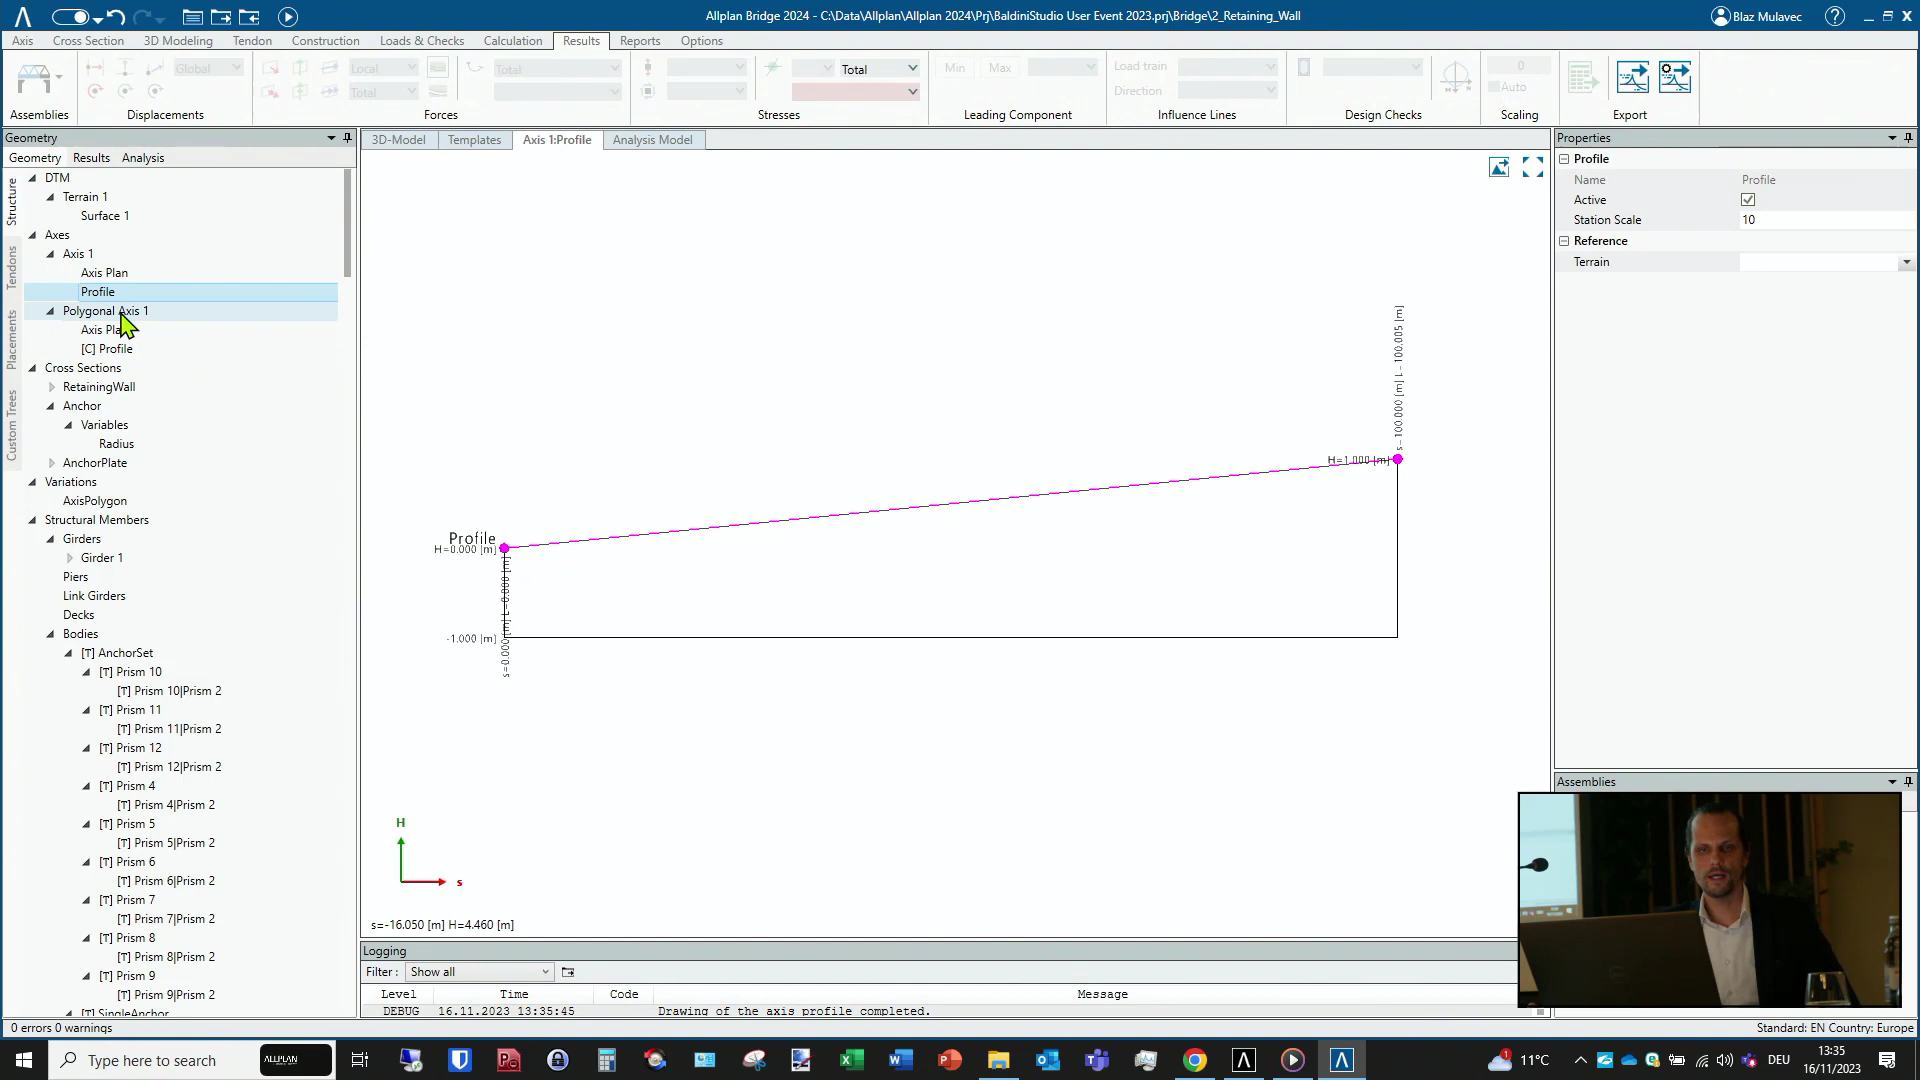 Allplan Bridge 2024 - C:\Data\Allplan\Allplan 2024\Prj\BaldiniStudio User Event 2023.prj\Bridge\2_Retaining_Wall
Blaz Mulavec
Axis Cross Section 3D Modeling Tendon Construction Loads & Checks Calculation Results Reports Options
Global Local Total Total Min Max Load train 0
Total Direction Auto
Assemblies Displacements Forces Stresses Leading Component Influence Lines Design Checks Scaling Export
Geometry
Geometry Results Analysis
Structure
Tendons
Placements
Custom Trees
DTM
Terrain 1
Surface 1
Axes
Axis 1
Axis Plan
Profile
Polygonal Axis 1
Axis Pla
[C] Profile
Cross Sections
RetainingWall
Anchor
Variables
Radius
AnchorPlate
Variations
AxisPolygon
Structural Members
Girders
Girder 1
Piers
Link Girders
Decks
Bodies
[T] AnchorSet
[T] Prism 10
[T] Prism 10|Prism 2
[T] Prism 11
[T] Prism 11|Prism 2
[T] Prism 12
[T] Prism 12|Prism 2
[T] Prism 4
[T] Prism 4|Prism 2
[T] Prism 5
[T] Prism 5|Prism 2
[T] Prism 6
[T] Prism 6|Prism 2
[T] Prism 7
[T] Prism 7|Prism 2
[T] Prism 8
[T] Prism 8|Prism 2
[T] Prism 9
[T] Prism 9|Prism 2
[T] SingleAnchor
3D-Model Templates Axis 1:Profile Analysis Model
s=100.000 [m] L=100.005 [m]
H=1.000 [m]
Profile
H=0.000 [m]
s=0.000 [m] L=0.000 [m]
-1.000 [m]
H
s
s=-16.050 [m] H=4.460 [m]
Logging
Filter : Show all
Level Time Code Message
DEBUG 16.11.2023 13:35:45 Drawing of the axis profile completed.
Properties
Profile
Name Profile
Active
Station Scale 10
Reference
Terrain
Assemblies
0 errors 0 warnings
Standard: EN Country: Europe
Type here to search
ALLPLAN
1
11°C
DEU
13:35
16/11/2023